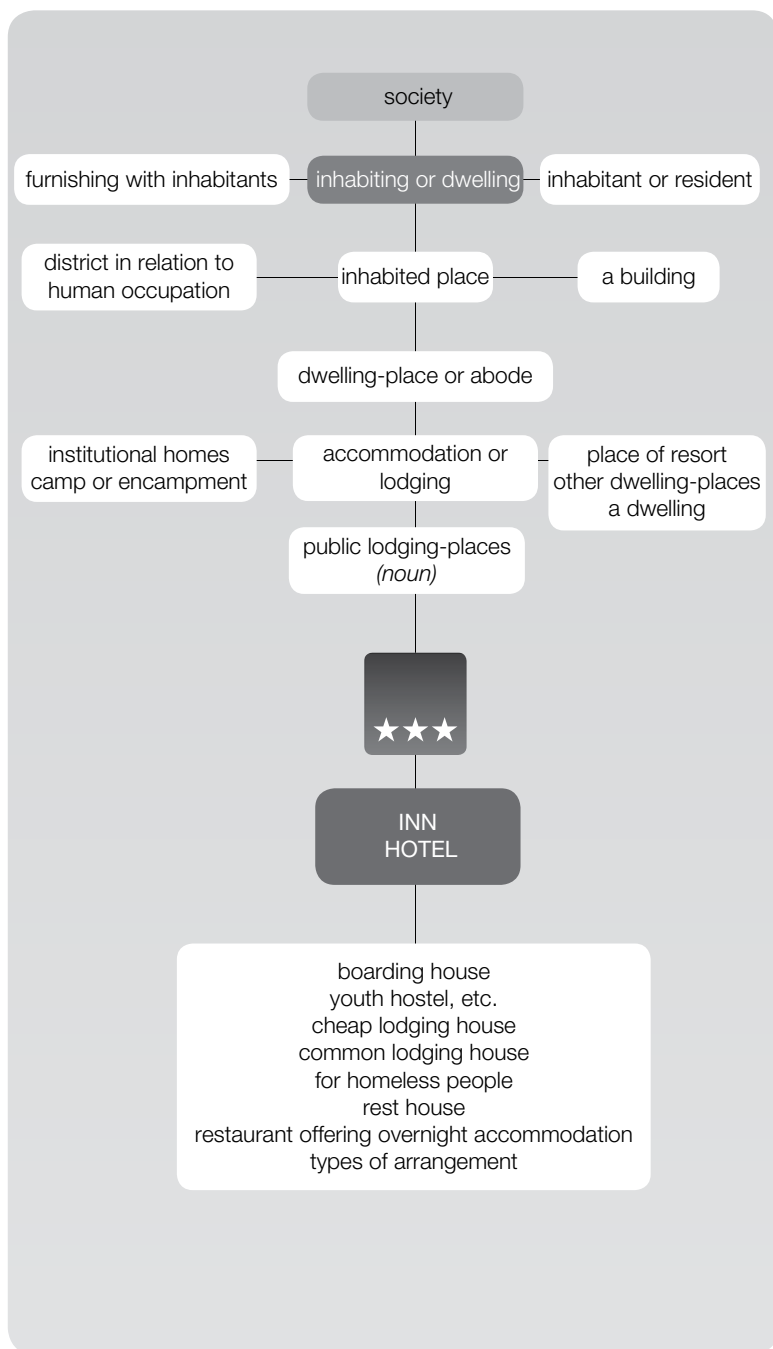 society
furnishing with inhabitants
inhabiting or dwelling
inhabitant or resident
district in relation to
human occupation
inhabited place
a building
dwelling-place or abode
institutional homes
camp or encampment
accommodation or
lodging
place of resort
other dwelling-places
a dwelling
public lodging-places
(noun)
★★★
INN
HOTEL
boarding house
youth hostel, etc.
cheap lodging house
common lodging house
for homeless people
rest house
restaurant offering overnight accommodation
types of arrangement